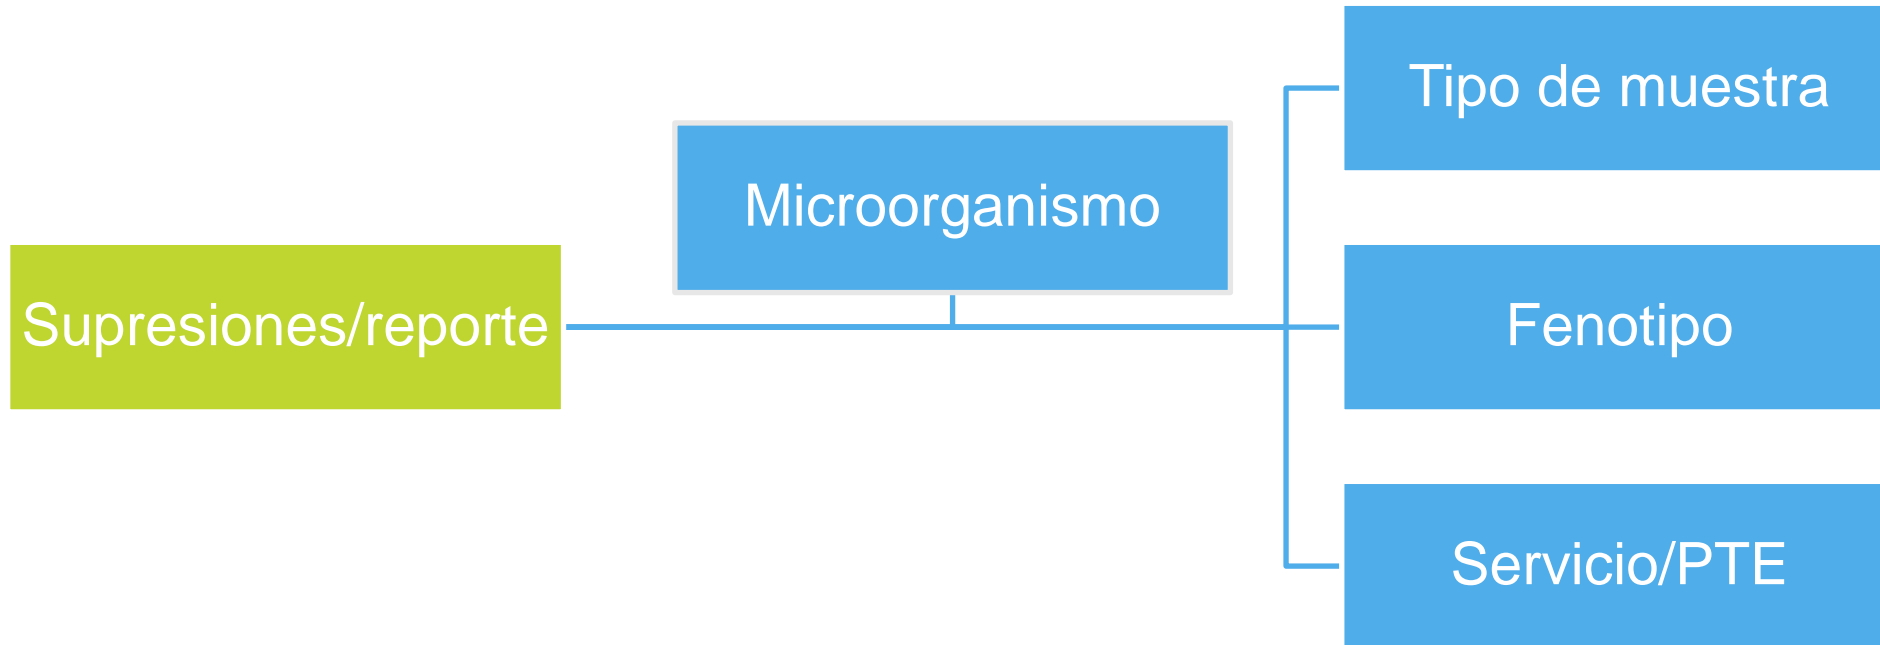 Supresiones/reporte
Microorganismo
Tipo de muestra
Fenotipo
Servicio/PTE